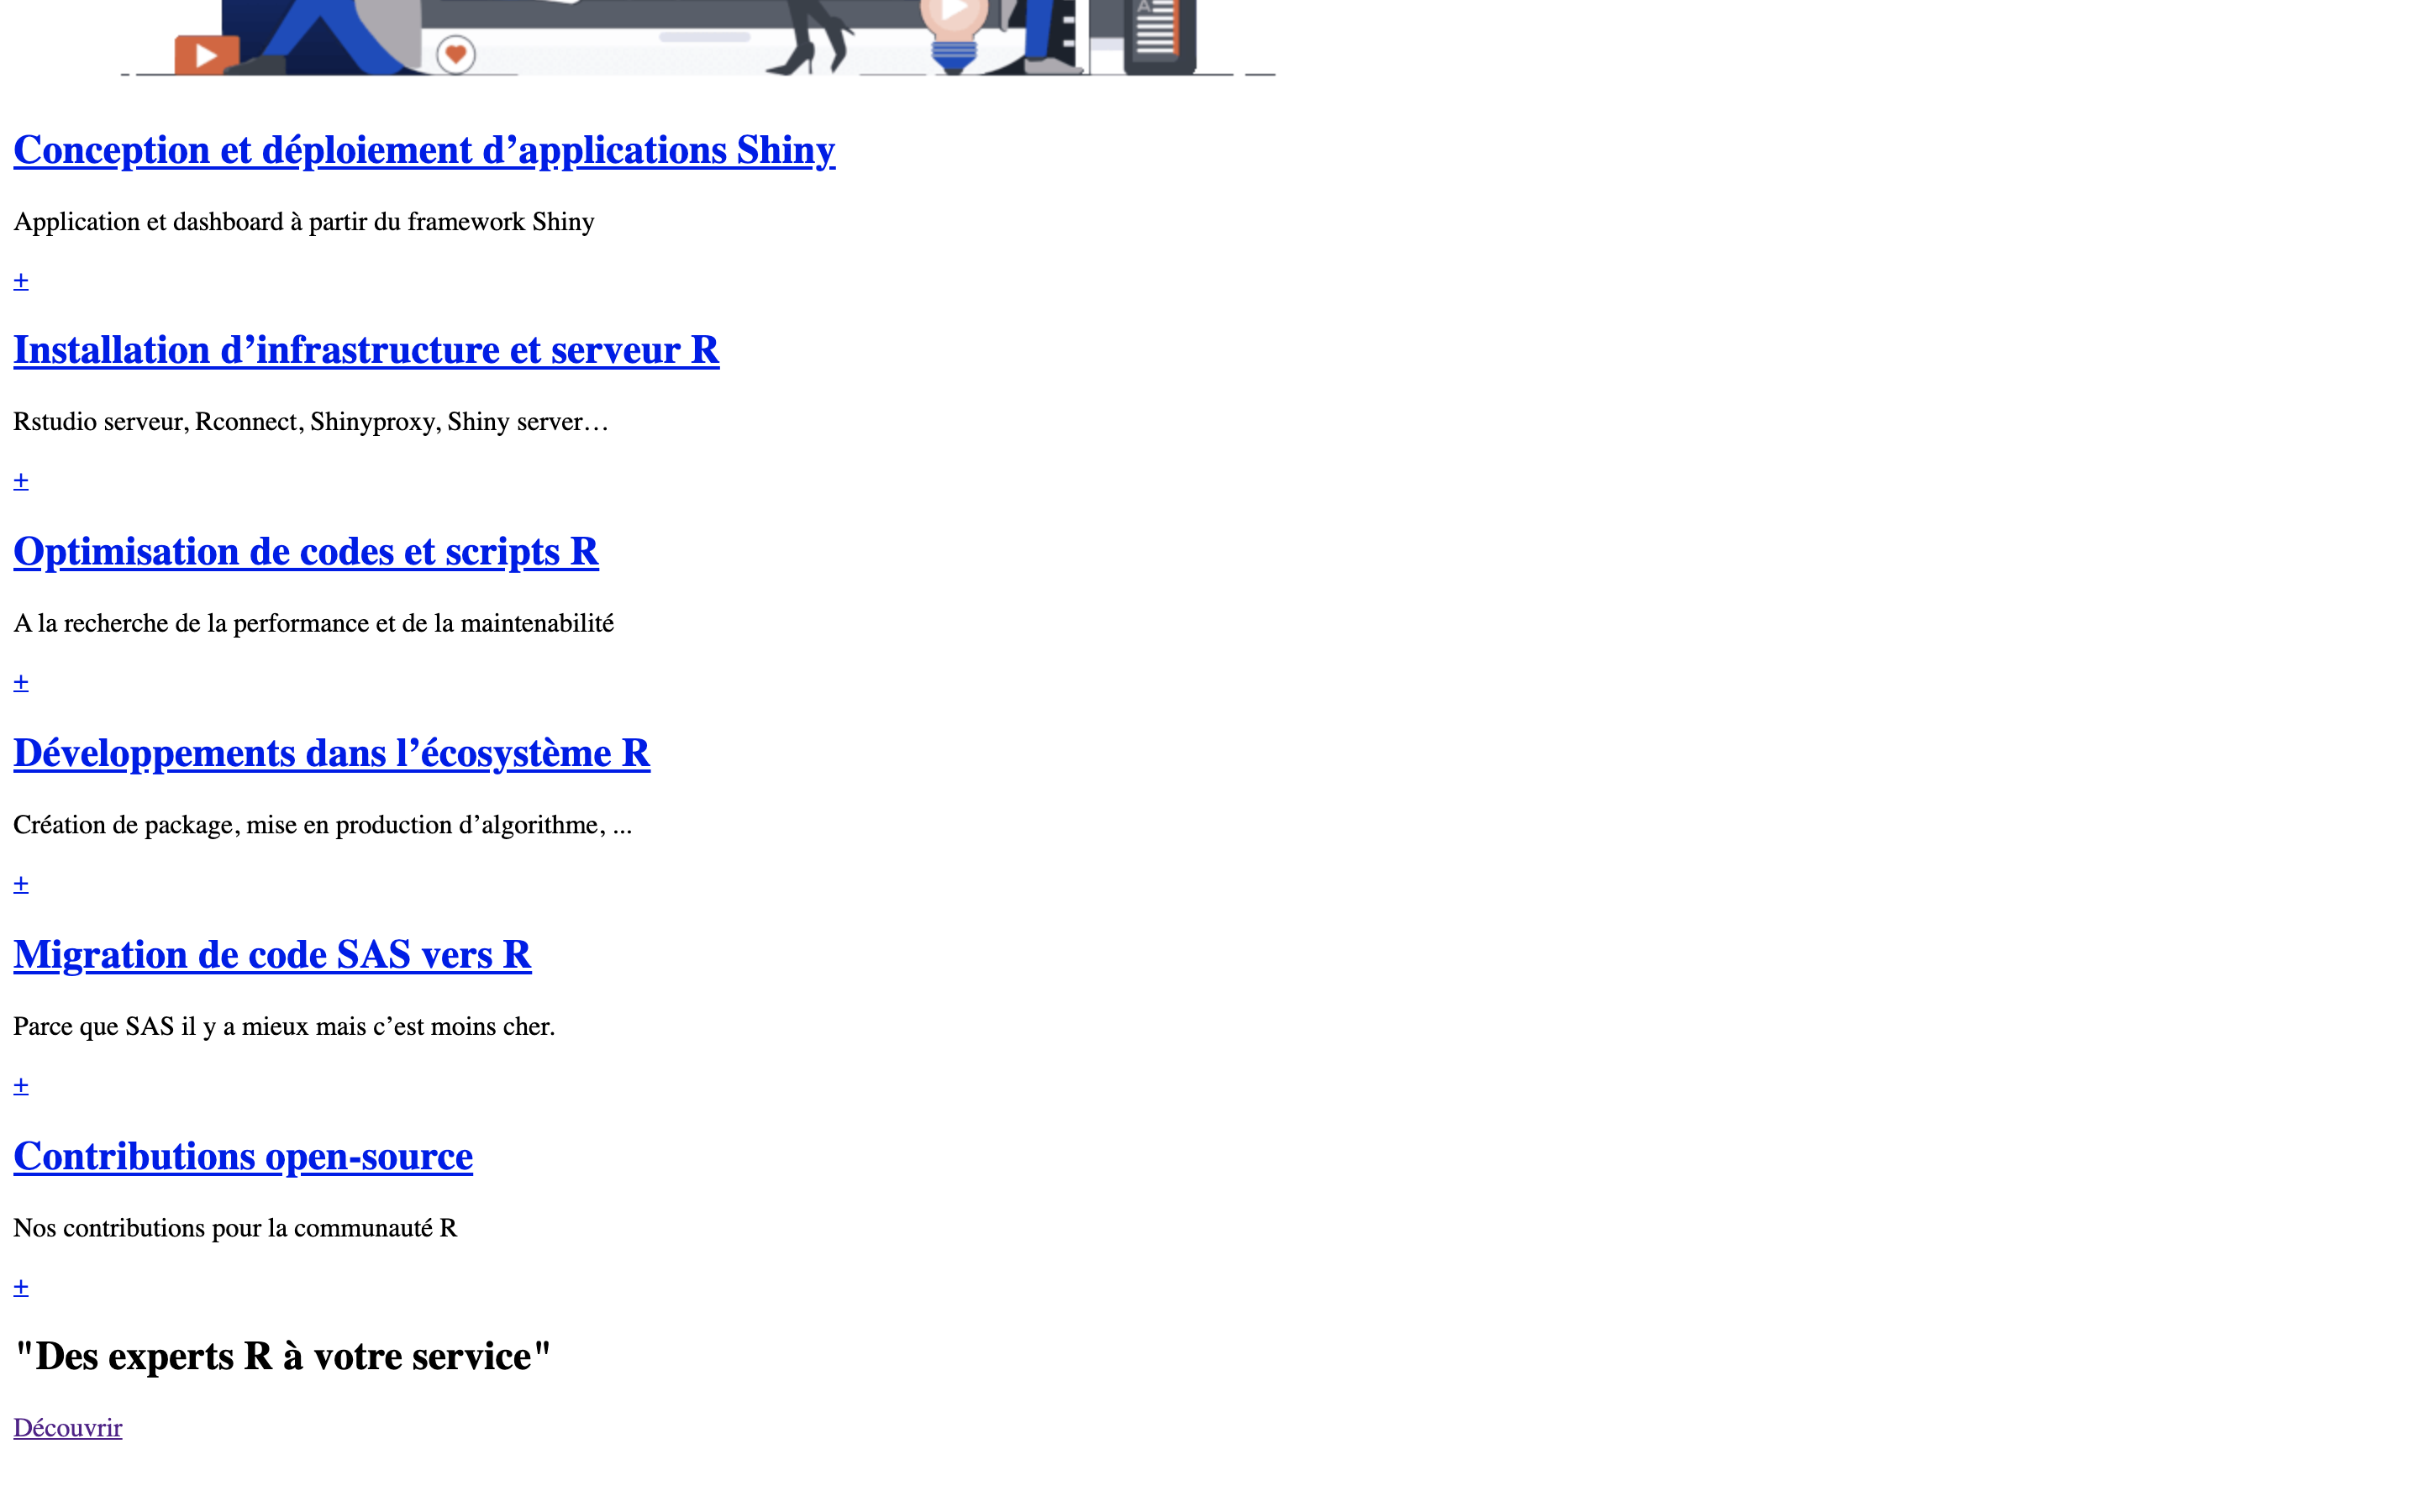 A
Conception et déploiement d’applications Shiny
Application et dashboard à partir du framework Shiny
+
Installation d’infrastructure et serveur R
Rstudio serveur, Rconnect, Shinyproxy, Shiny server…
+
Optimisation de codes et scripts R
A la recherche de la performance et de la maintenabilité
+
Développements dans l’écosystème R
Création de package, mise en production d’algorithme, ...
+
Migration de code SAS vers R
Parce que SAS il y a mieux mais c’est moins cher.
+
Contributions open-source
Nos contributions pour la communauté R
+
"Des experts R à votre service"
Découvrir